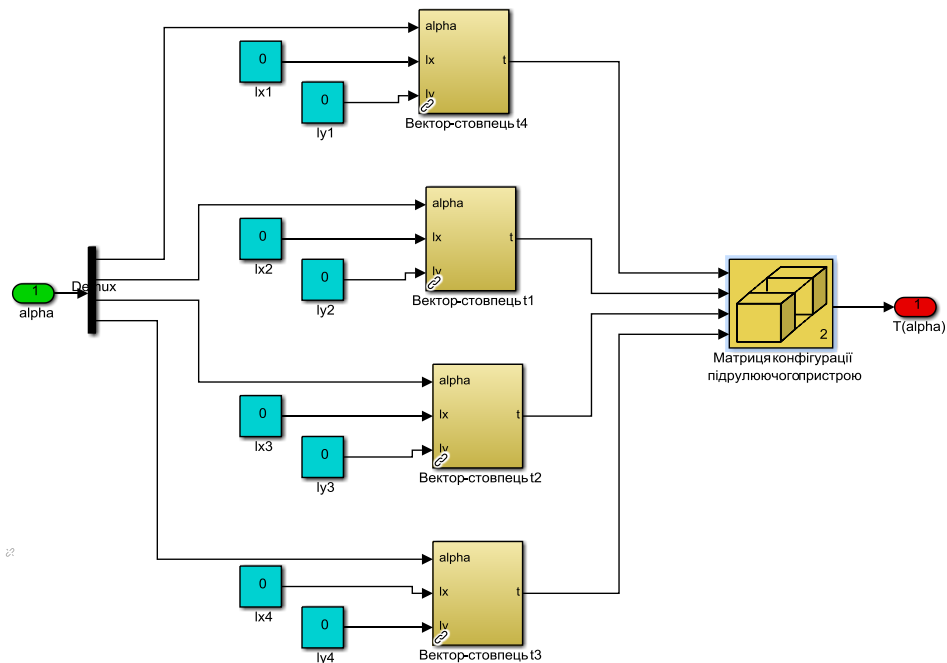 alpha
0
lx
t
lx1
0
ly
ly1
Вектор-стовпець t4
alpha
0
lx
t
lx2
0
ly
Demux
1
alpha
ly2
Вектор-стовпець t1
1
T(alpha)
2
Матриця конфігурації
підрулюючого пристрою
alpha
0
lx
t
lx3
0
ly
ly3
Вектор-стовпець t2
alpha
0
lx
t
lx4
0
ly
ly4
Вектор-стовпець t3